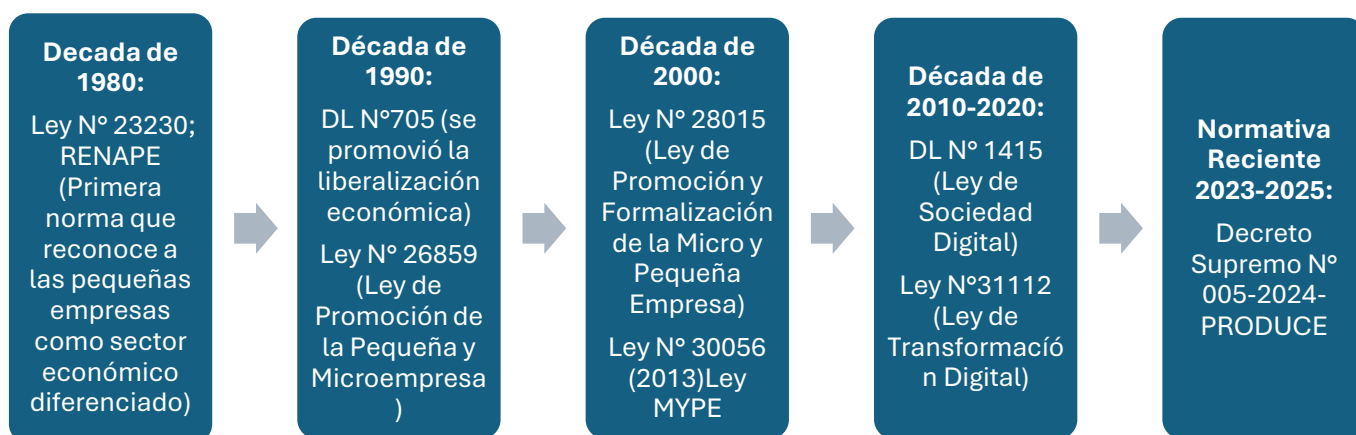 Decada de
1980:
Ley N° 23230;
RENAPE
(Primera
norma que
reconoce a
las pequeñas
empresas
como sector
económico
diferenciado)
Década de
1990:
DL N°705 (se
promovió la
liberalización
económica)
Ley N° 26859
(Ley de
Promoción de
la Pequeña y
Microempresa
)
Década de
2000:
Ley N° 28015
(Ley de
Promoción y
Formalización
de la Micro y
Pequeña
Empresa)
Ley N° 30056
(2013)Ley
MYPE
Década de
2010-2020:
DL N° 1415
(Ley de
Sociedad
Digital)
Ley N°31112
(Ley de
Transformacíó
n Digital)
Normativa
Reciente
2023-2025:
Decreto
Supremo N°
005-2024-
PRODUCE